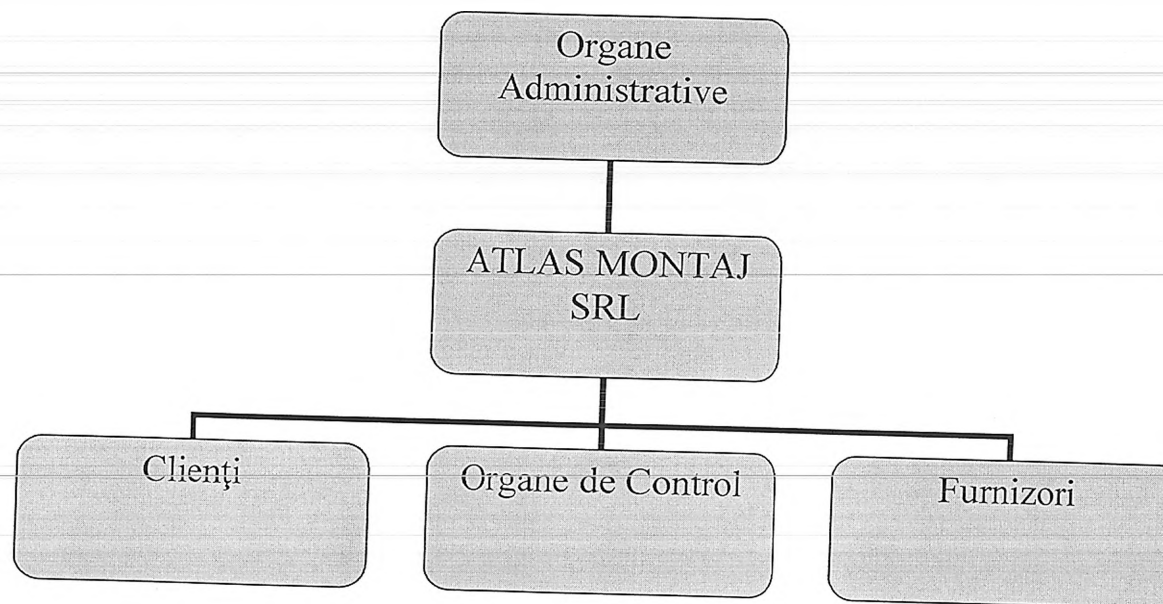 Organe
Administrative
ATLAS MONTAJ
SRL
Clienţi
Organe de Control
Furnizori